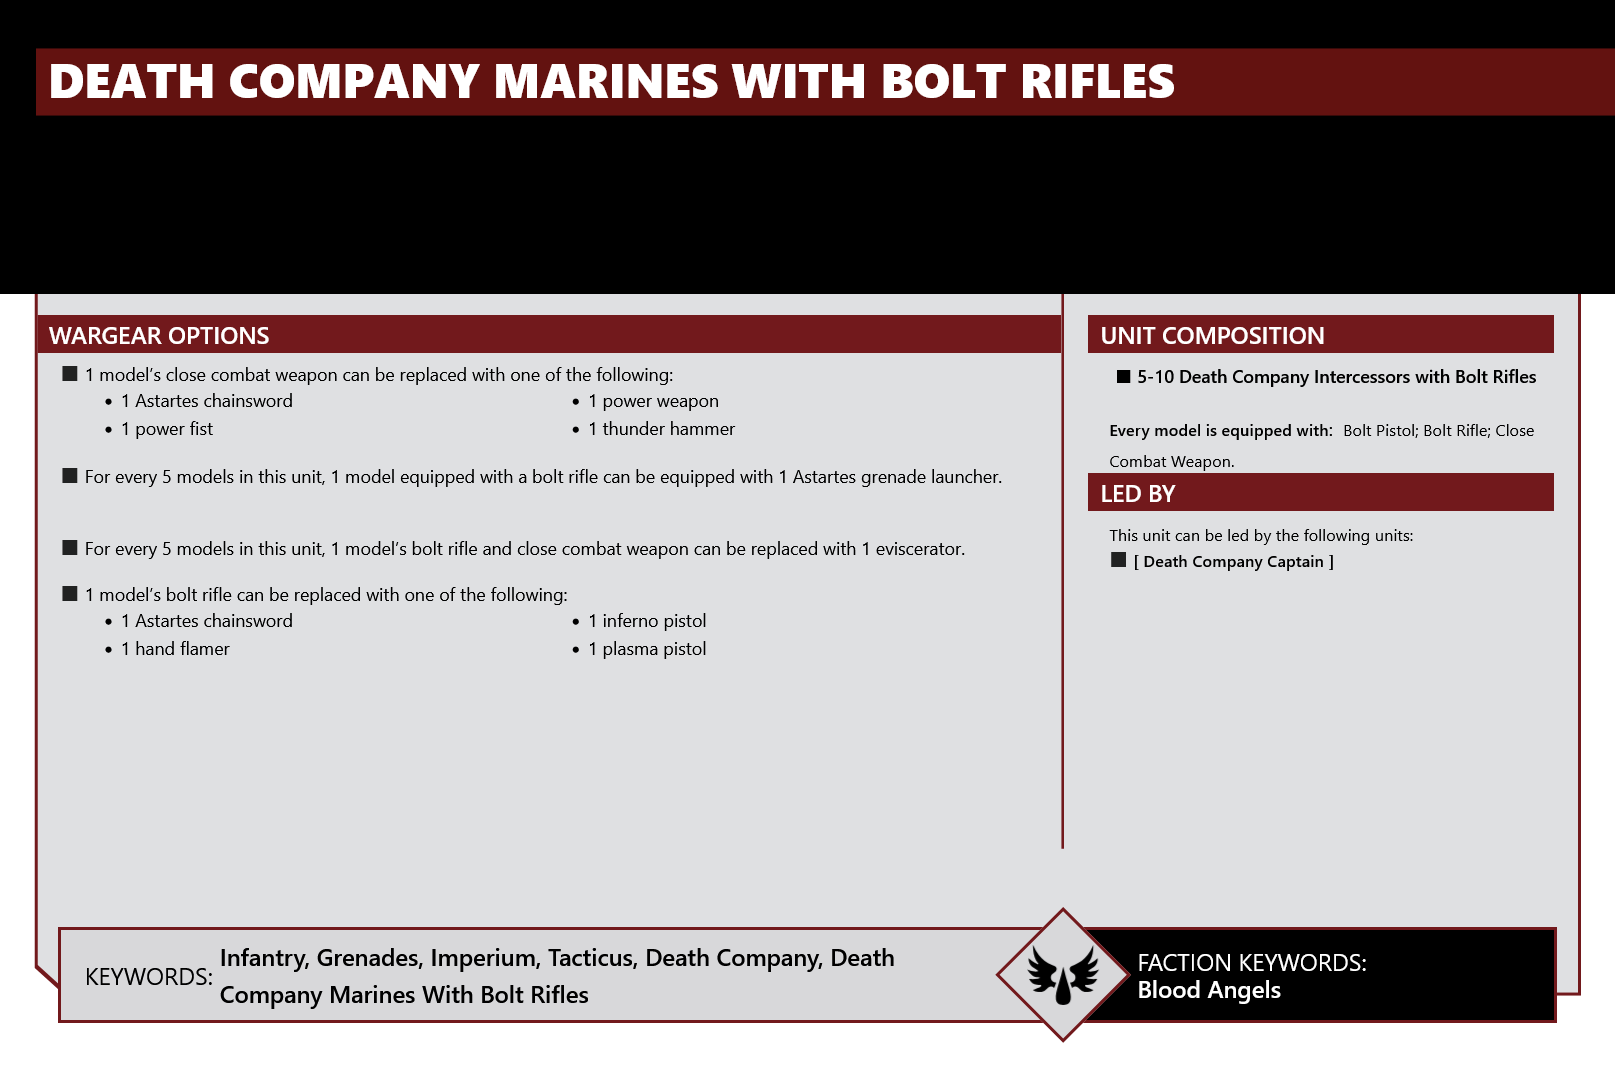 DEATH COMPANY MARINES WITH BOLT RIFLES
WARGEAR OPTIONS
■ 1 model's close combat weapon can be replaced with one of the following:
• 1 Astartes chainsword
• 1 power fist
• 1 power weapon
• 1 thunder hammer
■ For every 5 models in this unit, 1 model equipped with a bolt rifle can be equipped with 1 Astartes grenade launcher.
■ For every 5 models in this unit, 1 model's bolt rifle and close combat weapon can be replaced with 1 eviscerator.
■ 1 model's bolt rifle can be replaced with one of the following:
• 1 Astartes chainsword
• 1 hand flamer
• 1 inferno pistol
• 1 plasma pistol
UNIT COMPOSITION
■ 5-10 Death Company Intercessors with Bolt Rifles
Every model is equipped with: Bolt Pistol; Bolt Rifle; Close
Combat Weapon.
LED BY
This unit can be led by the following units:
■ [ Death Company Captain ]
KEYWORDS:
Infantry, Grenades, Imperium, Tacticus, Death Company, Death
Company Marines With Bolt Rifles
FACTION KEYWORDS:
Blood Angels